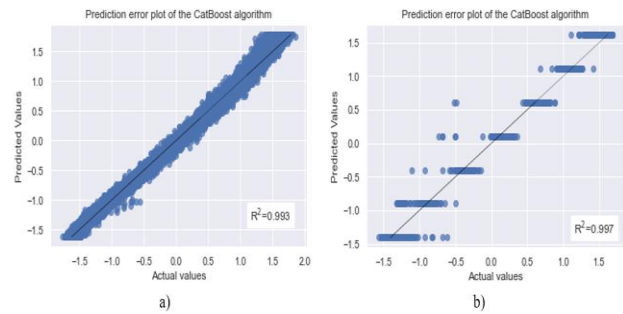 Prediction error plot of the CatBoost algorithm
Predicted Values
1.5
1.0
0.5
0.0
−0.5
−1.0
−1.5
R²=0.993
−1.5 −1.0 −0.5 0.0 0.5 1.0 1.5 2.0
Actual values
a)
Prediction error plot of the CatBoost algorithm
Predicted Values
1.5
1.0
0.5
0.0
−0.5
−1.0
−1.5
R²=0.997
−1.5 −1.0 −0.5 0.0 0.5 1.0 1.5
Actual values
b)